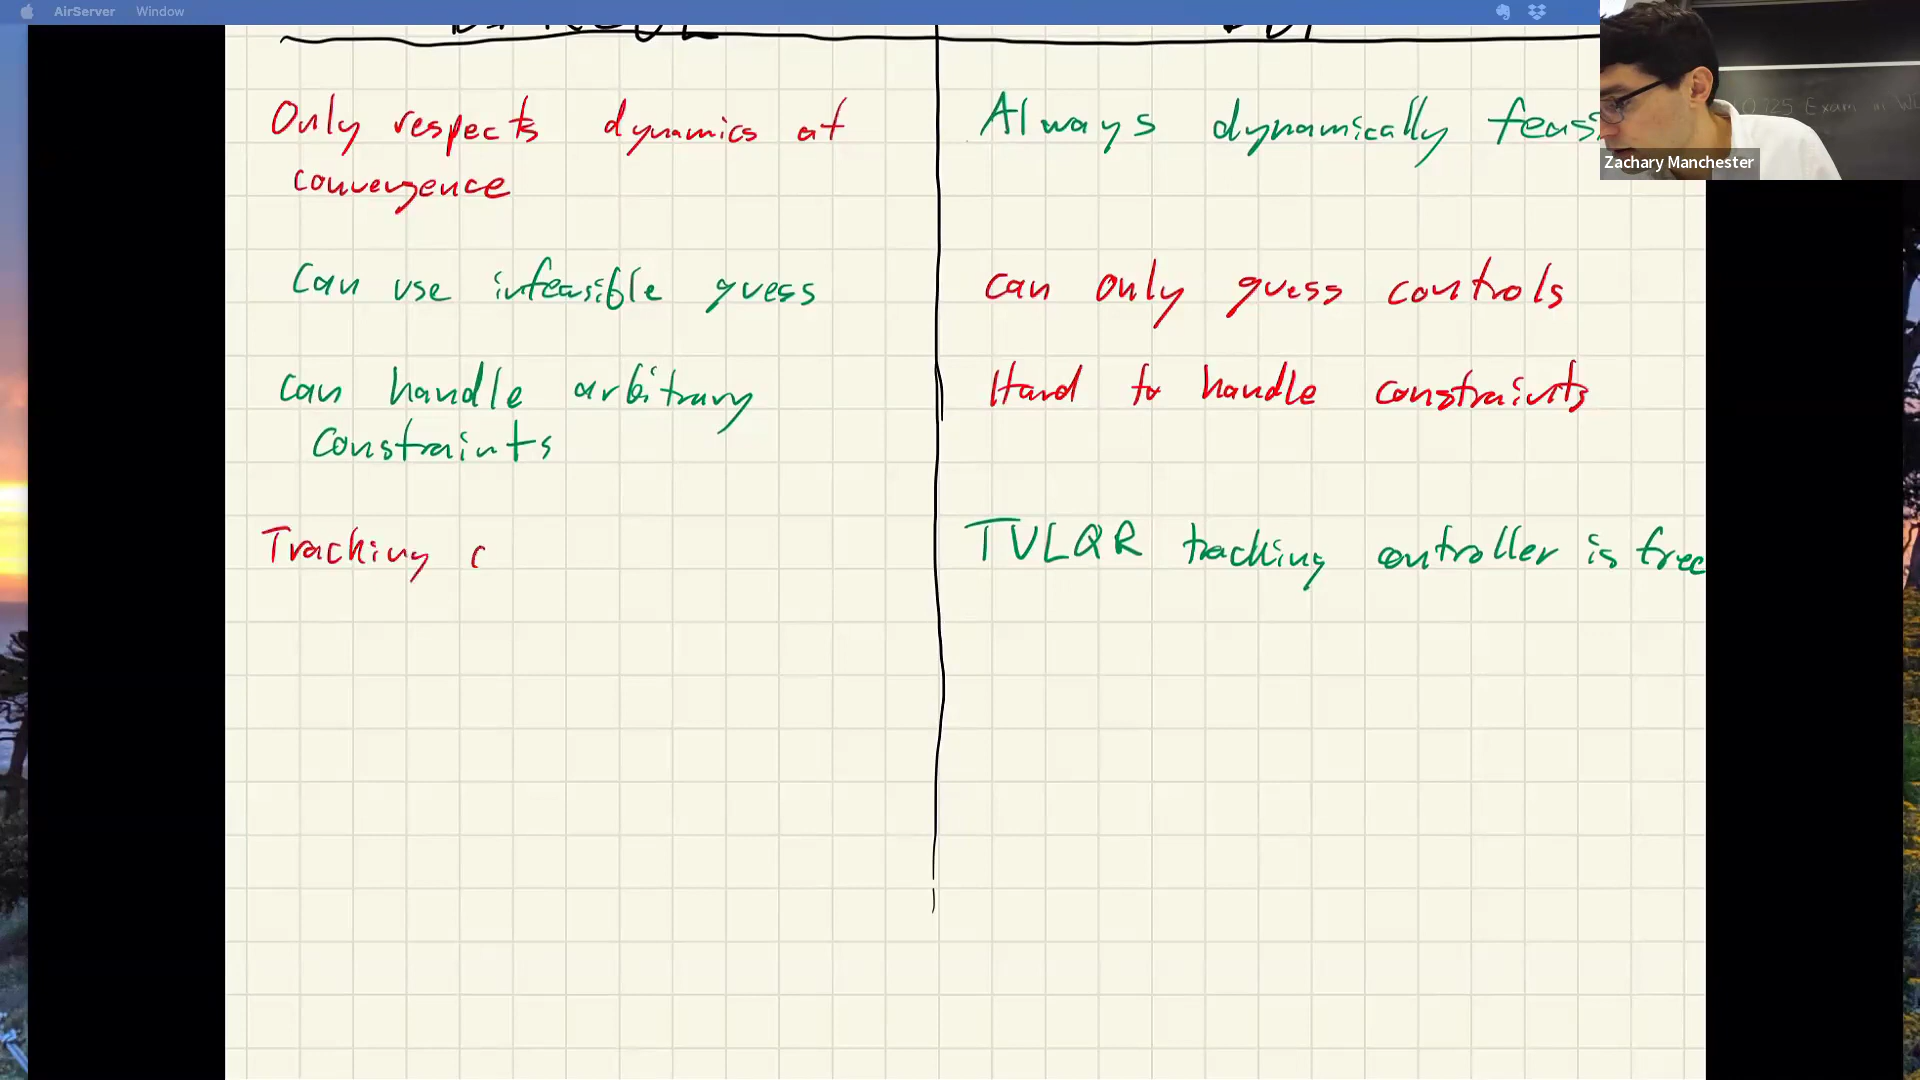 AirServer Window
Only respects dynamics at
convergence
Always dynamically feasi
Zachary Manchester
can use infeasible guess
can only guess controls
can handle arbitrary
constraints
Hard to handle constraints
Tracking c
TVLQR tracking controller is free